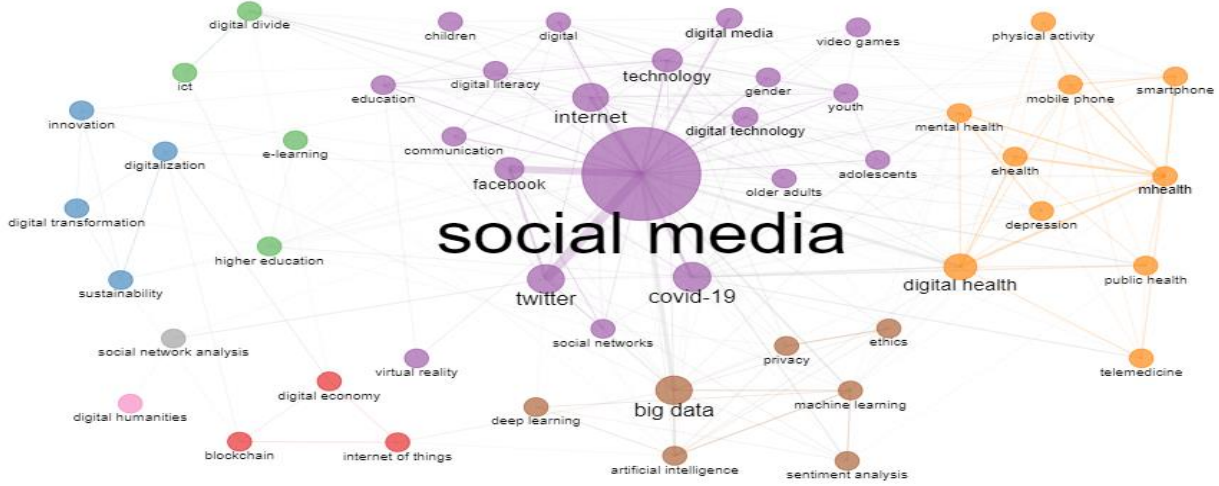 digital divide
children
digital
digital media
video games
physical activity
ict
education
digital literacy
technology
gender
youth
mobile phone
smartphone
innovation
internet
digital technology
mental health
digitalization
e-learning
communication
facebook
older adults
adolescents
ehealth
mhealth
digital transformation
social media
depression
higher education
sustainability
twitter
covid-19
digital health
public health
social network analysis
virtual reality
social networks
privacy
ethics
telemedicine
digital humanities
digital economy
deep learning
big data
machine learning
blockchain
internet of things
artificial intelligence
sentiment analysis